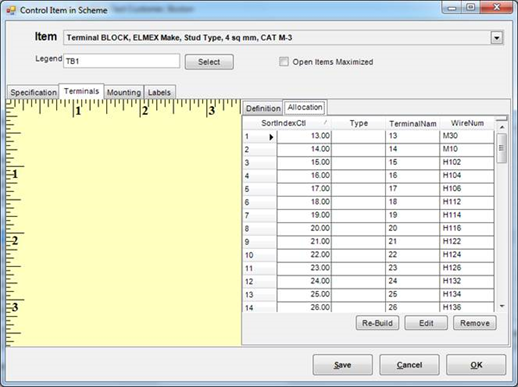 Control Item in Scheme
Item Terminal BLOCK, ELMEX Make, Stud Type, 4 sq mm, CAT M-3
Legend TB1 Select Open Items Maximized
Specification Terminals Mounting Labels
1 2 3
1
2
3
Definition Allocation
SortIndexCtl Type TerminalNam WireNum
1 13.00 13 M30
2 14.00 14 M10
3 15.00 15 H102
4 16.00 16 H104
5 17.00 17 H106
6 18.00 18 H112
7 19.00 19 H114
8 20.00 20 H116
9 21.00 21 H122
10 22.00 22 H124
11 23.00 23 H126
12 24.00 24 H132
13 25.00 25 H134
14 26.00 26 H136
Re-Build Edit Remove
Save Cancel OK